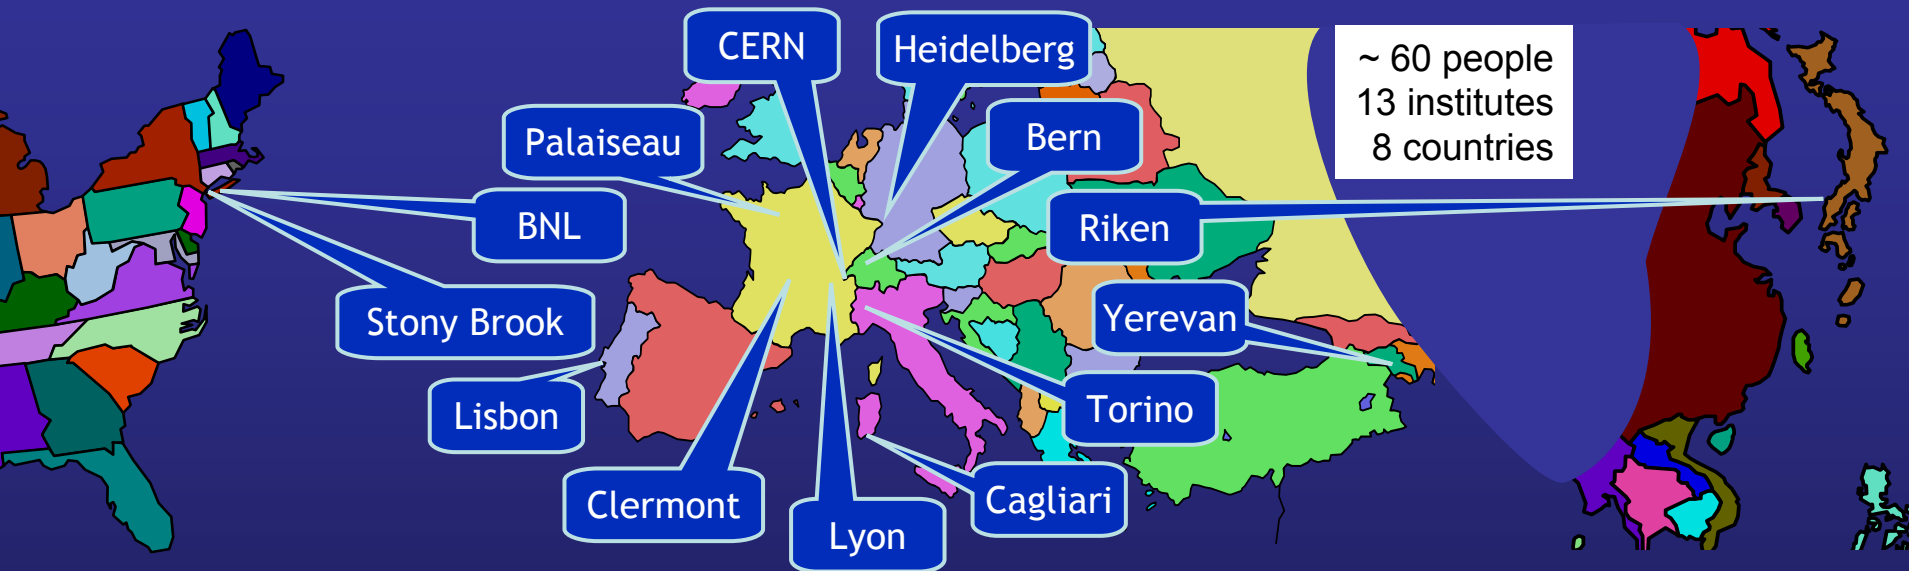 CERN
Heidelberg
~ 60 people
13 institutes
8 countries
Palaiseau
Bern
BNL
Riken
Stony Brook
Yerevan
Lisbon
Torino
Clermont
Cagliari
Lyon